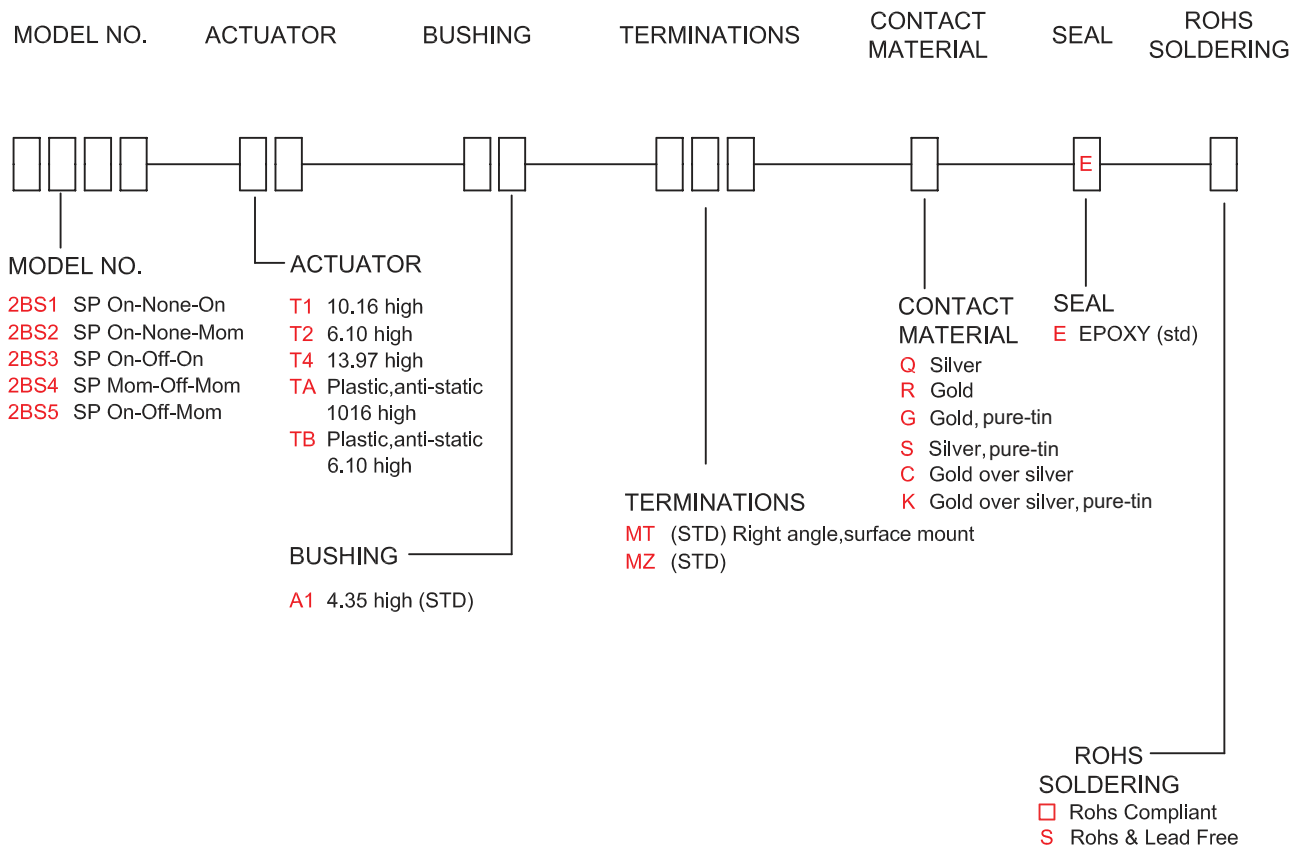 MODEL NO. ACTUATOR BUSHING TERMINATIONS CONTACT MATERIAL SEAL ROHS SOLDERING
E
MODEL NO.
2BS1 SP On-None-On
2BS2 SP On-None-Mom
2BS3 SP On-Off-On
2BS4 SP Mom-Off-Mom
2BS5 SP On-Off-Mom
ACTUATOR
T1 10.16 high
T2 6.10 high
T4 13.97 high
TA Plastic,anti-static
1016 high
TB Plastic,anti-static
6.10 high
BUSHING
A1 4.35 high (STD)
TERMINATIONS
MT (STD) Right angle,surface mount
MZ (STD)
CONTACT
MATERIAL
Q Silver
R Gold
G Gold, pure-tin
S Silver, pure-tin
C Gold over silver
K Gold over silver, pure-tin
SEAL
E EPOXY (std)
ROHS
SOLDERING
Rohs Compliant
S Rohs & Lead Free